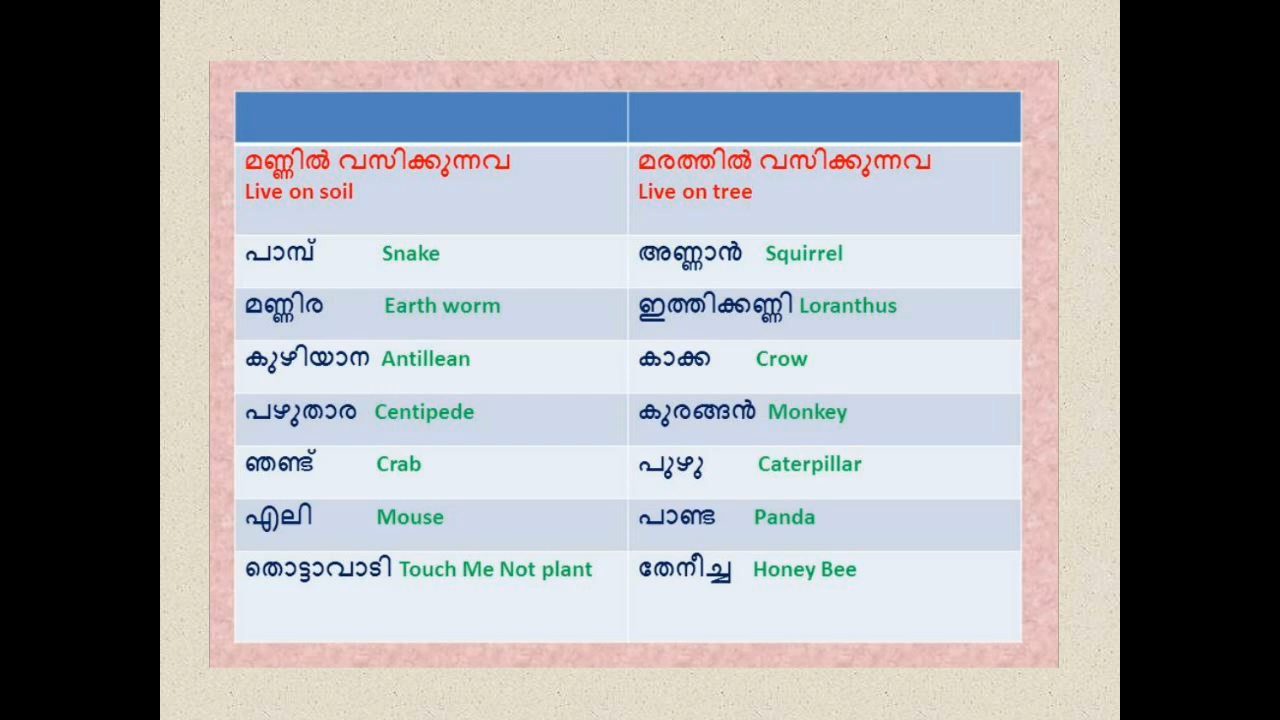 മണ്ണിൽ വസിക്കുന്നവ
Live on soil
മരത്തിൽ വസിക്കുന്നവ
Live on tree
പാമ്പ് Snake
അണ്ണാൻ Squirrel
മണ്ണിര Earth worm
ഇത്തിക്കണ്ണി Loranthus
കുഴിയാന Antillean
കാക്ക Crow
പഴുതാര Centipede
കുരങ്ങൻ Monkey
ഞണ്ട് Crab
പുഴു Caterpillar
എലി Mouse
പാണ്ട Panda
തൊട്ടാവാടി Touch Me Not plant
തേനീച്ച Honey Bee